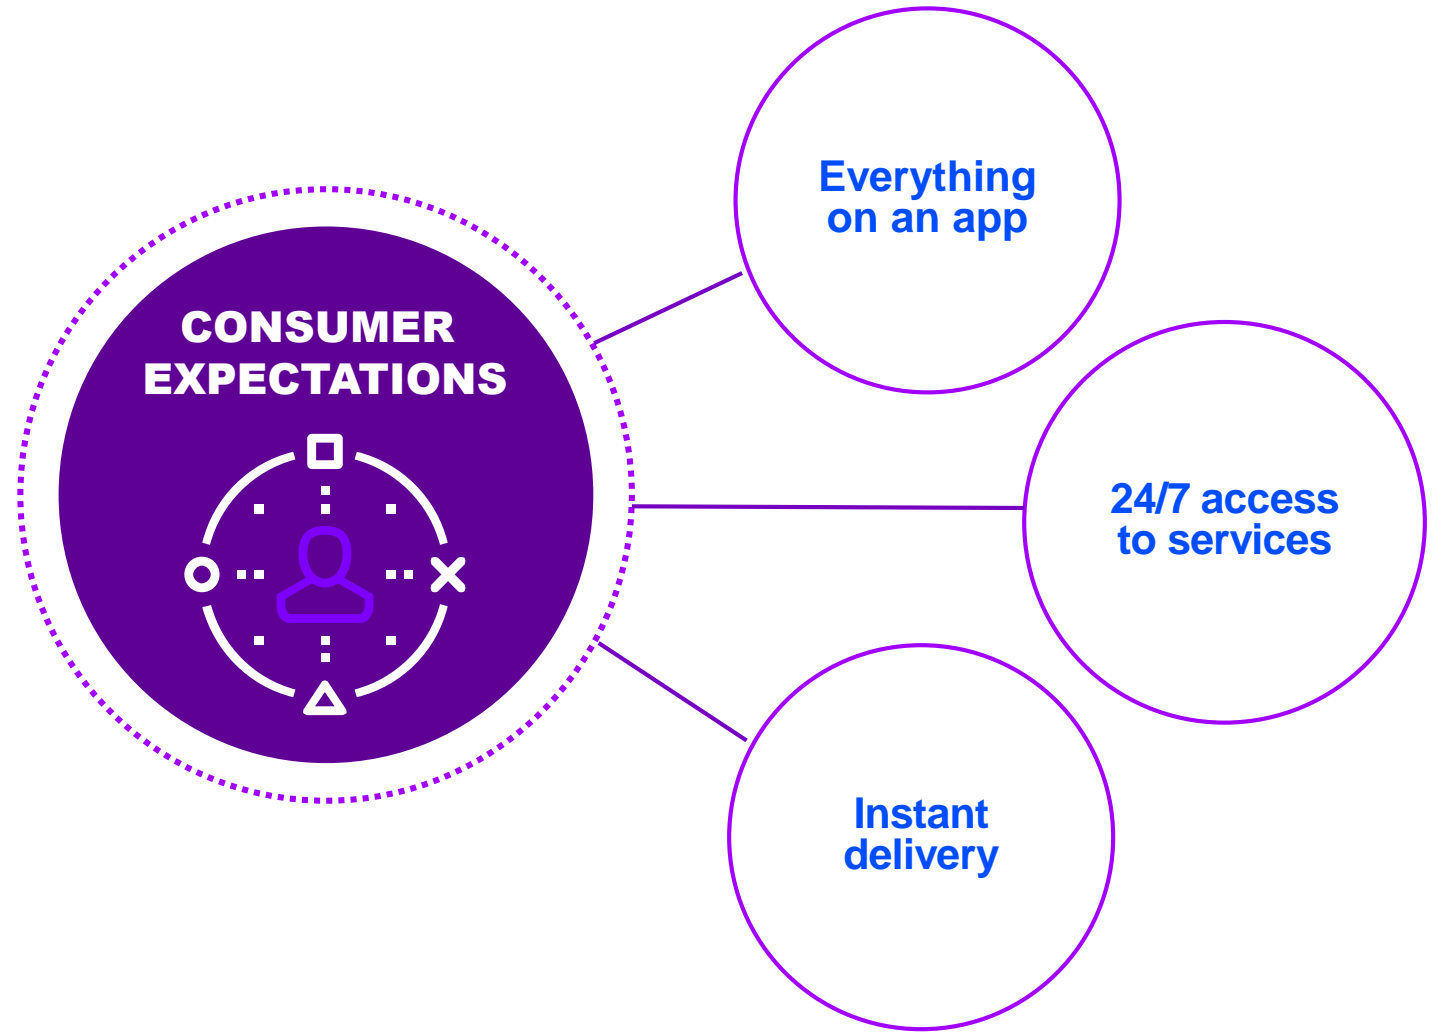 CONSUMER
EXPECTATIONS
Everything
on an app
24/7 access
to services
Instant
delivery